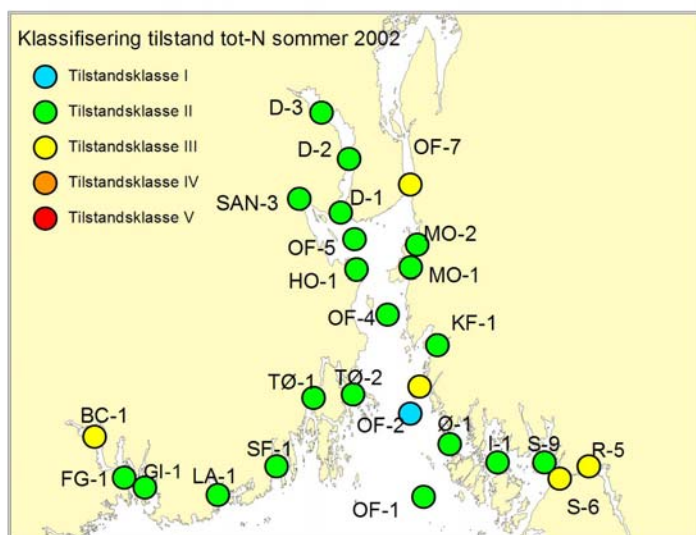 Klassifisering tilstand tot-N sommer 2002
Tilstandsklasse I
Tilstandsklasse II
Tilstandsklasse III
Tilstandsklasse IV
Tilstandsklasse V
D-3
D-2
OF-7
SAN-3
D-1
OF-5
MO-2
HO-1
MO-1
OF-4
KF-1
TØ-1
TØ-2
BC-1
OF-2
Ø-1
SF-1
I-1
S-9
R-5
FG-1
GI-1
LA-1
OF-1
S-6